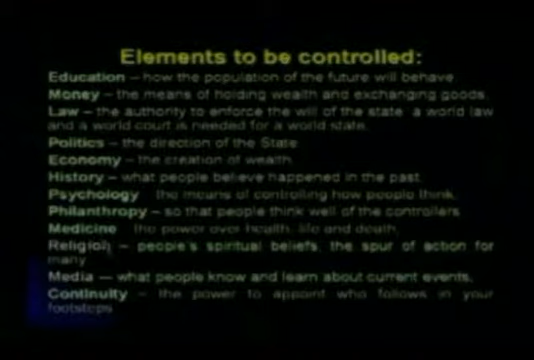 Elements to be controlled:
Education – how the population of the future will behave.
Money – the means of holding wealth and exchanging goods.
Law – the authority to enforce the will of the state, a world law
and a world court is needed for a world state.
Politics – the direction of the State
Economy – the creation of wealth
History – what people believe happened in the past
Psychology – the means of controlling how people think.
Philanthropy – so that people think well of the controllers
Medicine – the power over health, life and death.
Religion – people's spiritual beliefs, the spur of action for
many
Media — what people know and learn about current events.
Continuity – the power to appoint who follows in your
footsteps